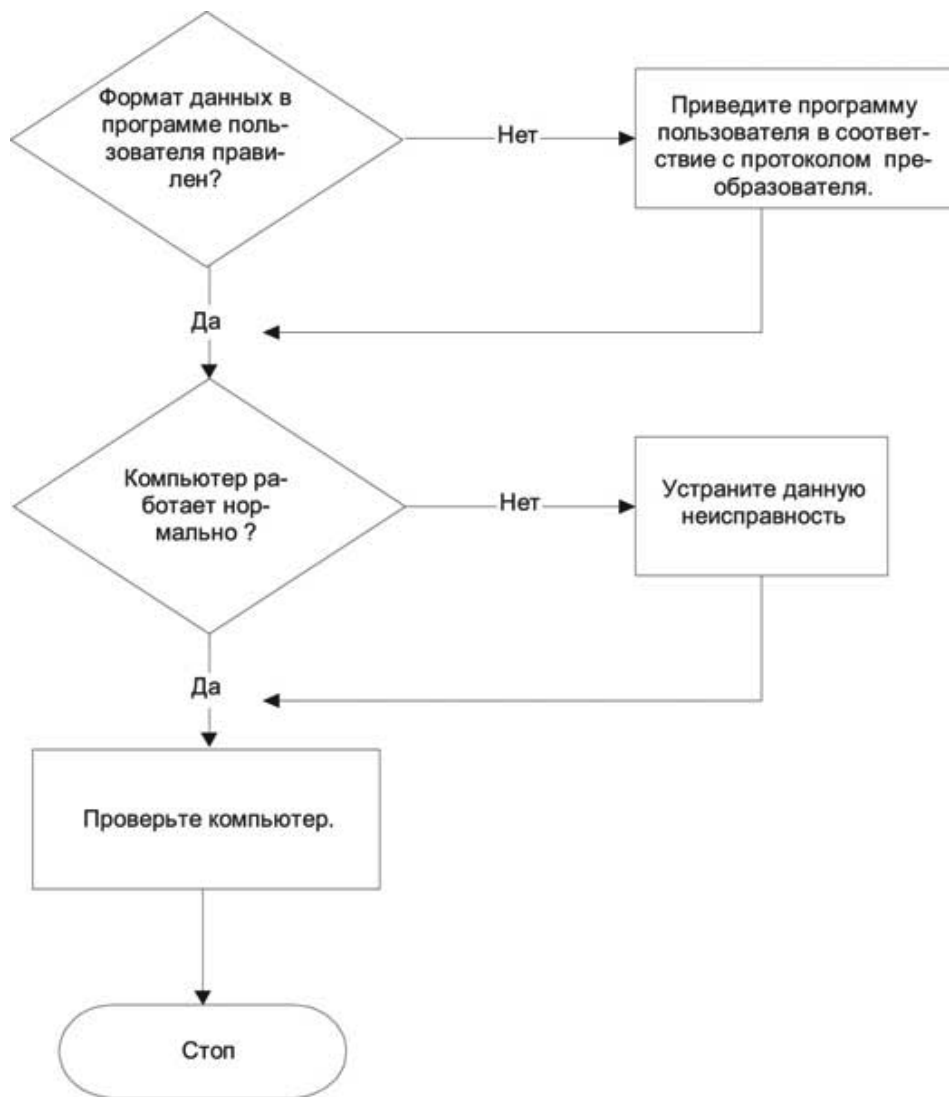 Формат данных в
программе поль-
зователя прави-
лен?
Нет
Приведите программу
пользователя в соответ-
ствие с протоколом  пре-
образователя.
Да
Компьютер ра-
ботает нор-
мально ?
Нет
Устраните данную
неисправность
Да
Проверьте компьютер.
Стоп